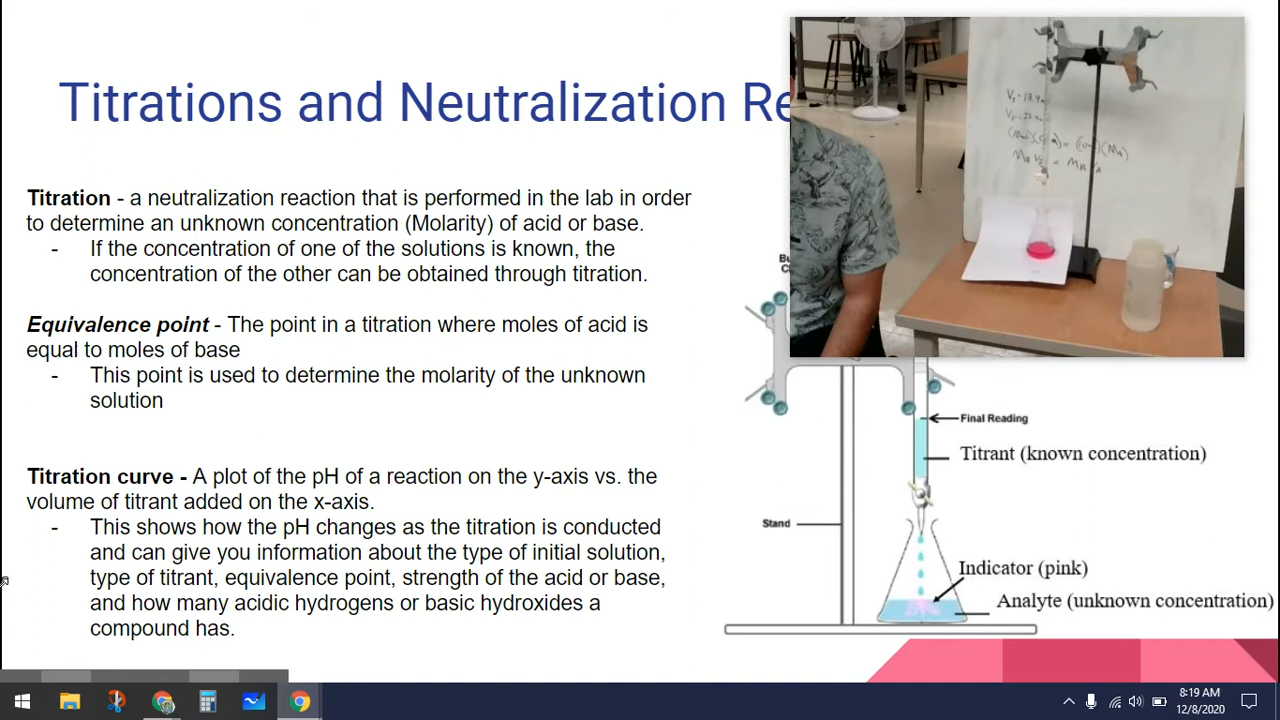 Titrations and Neutralization Re
Titration - a neutralization reaction that is performed in the lab in order
to determine an unknown concentration (Molarity) of acid or base.
- If the concentration of one of the solutions is known, the
concentration of the other can be obtained through titration.
Equivalence point - The point in a titration where moles of acid is
equal to moles of base
- This point is used to determine the molarity of the unknown
solution
Titration curve - A plot of the pH of a reaction on the y-axis vs. the
volume of titrant added on the x-axis.
- This shows how the pH changes as the titration is conducted
and can give you information about the type of initial solution,
type of titrant, equivalence point, strength of the acid or base,
and how many acidic hydrogens or basic hydroxides a
compound has.
Bu
Cl
Final Reading
Titrant (known concentration)
Stand
Indicator (pink)
Analyte (unknown concentration)
8:19 AM
12/8/2020